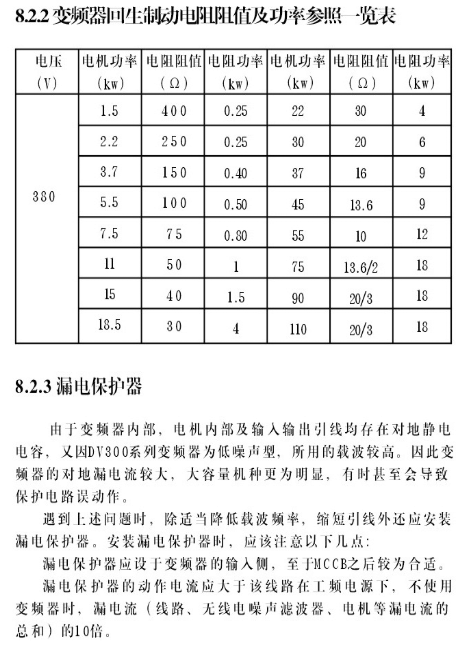 8.2.2 变频器回生制动电阻阻值及功率参照一览表
电压 电机功率 电阻阻值 电阻功率 电机功率 电阻阻值 电阻功率
(V) (kw) (Ω) (kw) (kw) (Ω) (kw)
1.5 400 0.25 22 30 4
2.2 250 0.25 30 20 6
3.7 150 0.40 37 16 9
380
5.5 100 0.50 45 13.6 9
7.5 75 0.80 55 10 12
11 50 1 75 13.6/2 18
15 40 1.5 90 20/3 18
18.5 30 4 110 20/3 18
8.2.3 漏电保护器
由于变频器内部，电机内部及输入输出引线均存在对地静电
电容，又因DV300系列变频器为低噪声型，所用的载波较高。因此变
频器的对地漏电流较大，大容量机种更为明显，有时甚至会导致
保护电路误动作。
遇到上述问题时，除适当降低载波频率，缩短引线外还应安装
漏电保护器。安装漏电保护器时，应该注意以下几点：
漏电保护器应设于变频器的输入侧，至于MCCB之后较为合适。
漏电保护器的动作电流应大于该线路在工频电源下，不使用
变频器时，漏电流（线路、无线电噪声滤波器、电机等漏电流的
总和）的10倍。